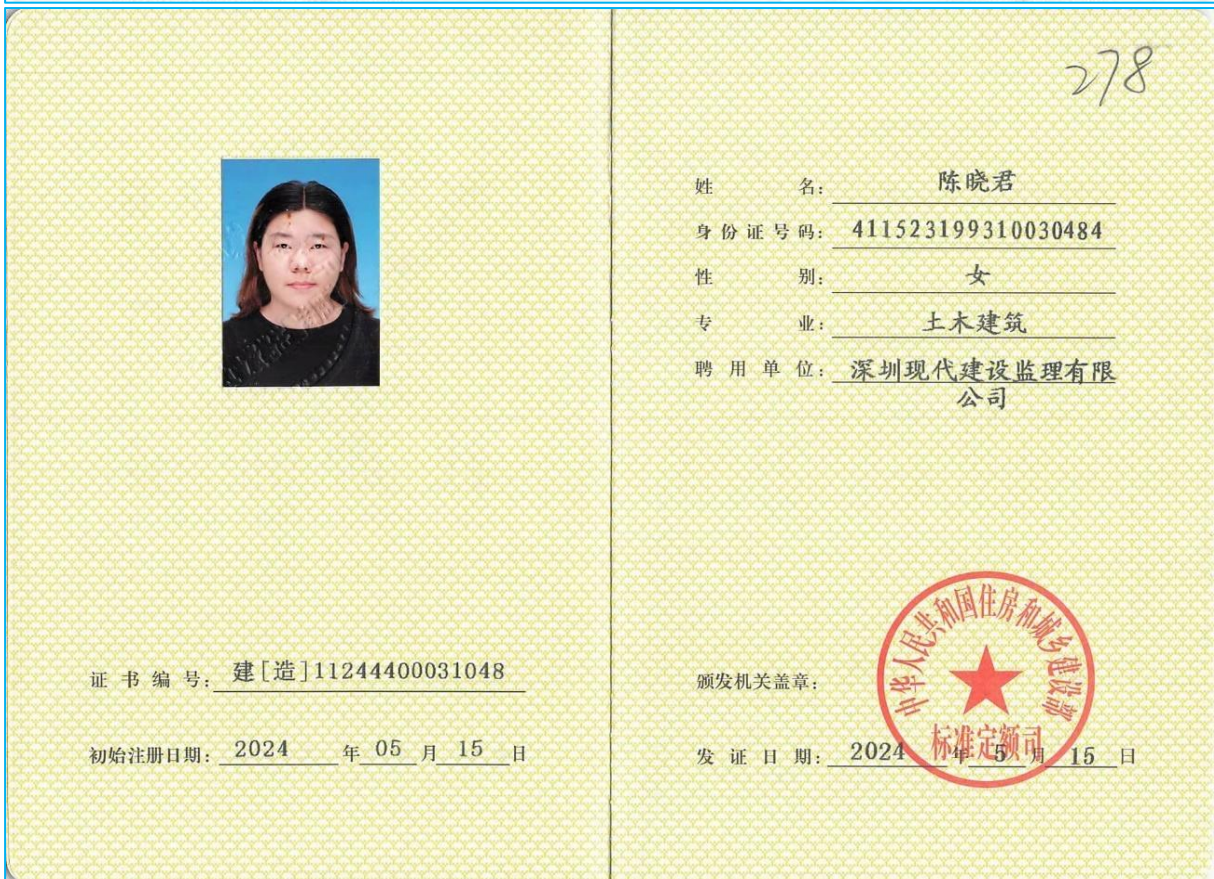 278
姓名：陈晓君
身份证号码：411523199310030484
性别：女
专业：土木建筑
聘用单位：深圳现代建设监理有限
公司
证书编号：建[造]11244400031048
初始注册日期：2024年05月15日
中华人民共和国住房和城乡建设部
标准定额司
颁发机关盖章：
发证日期：2024年5月15日